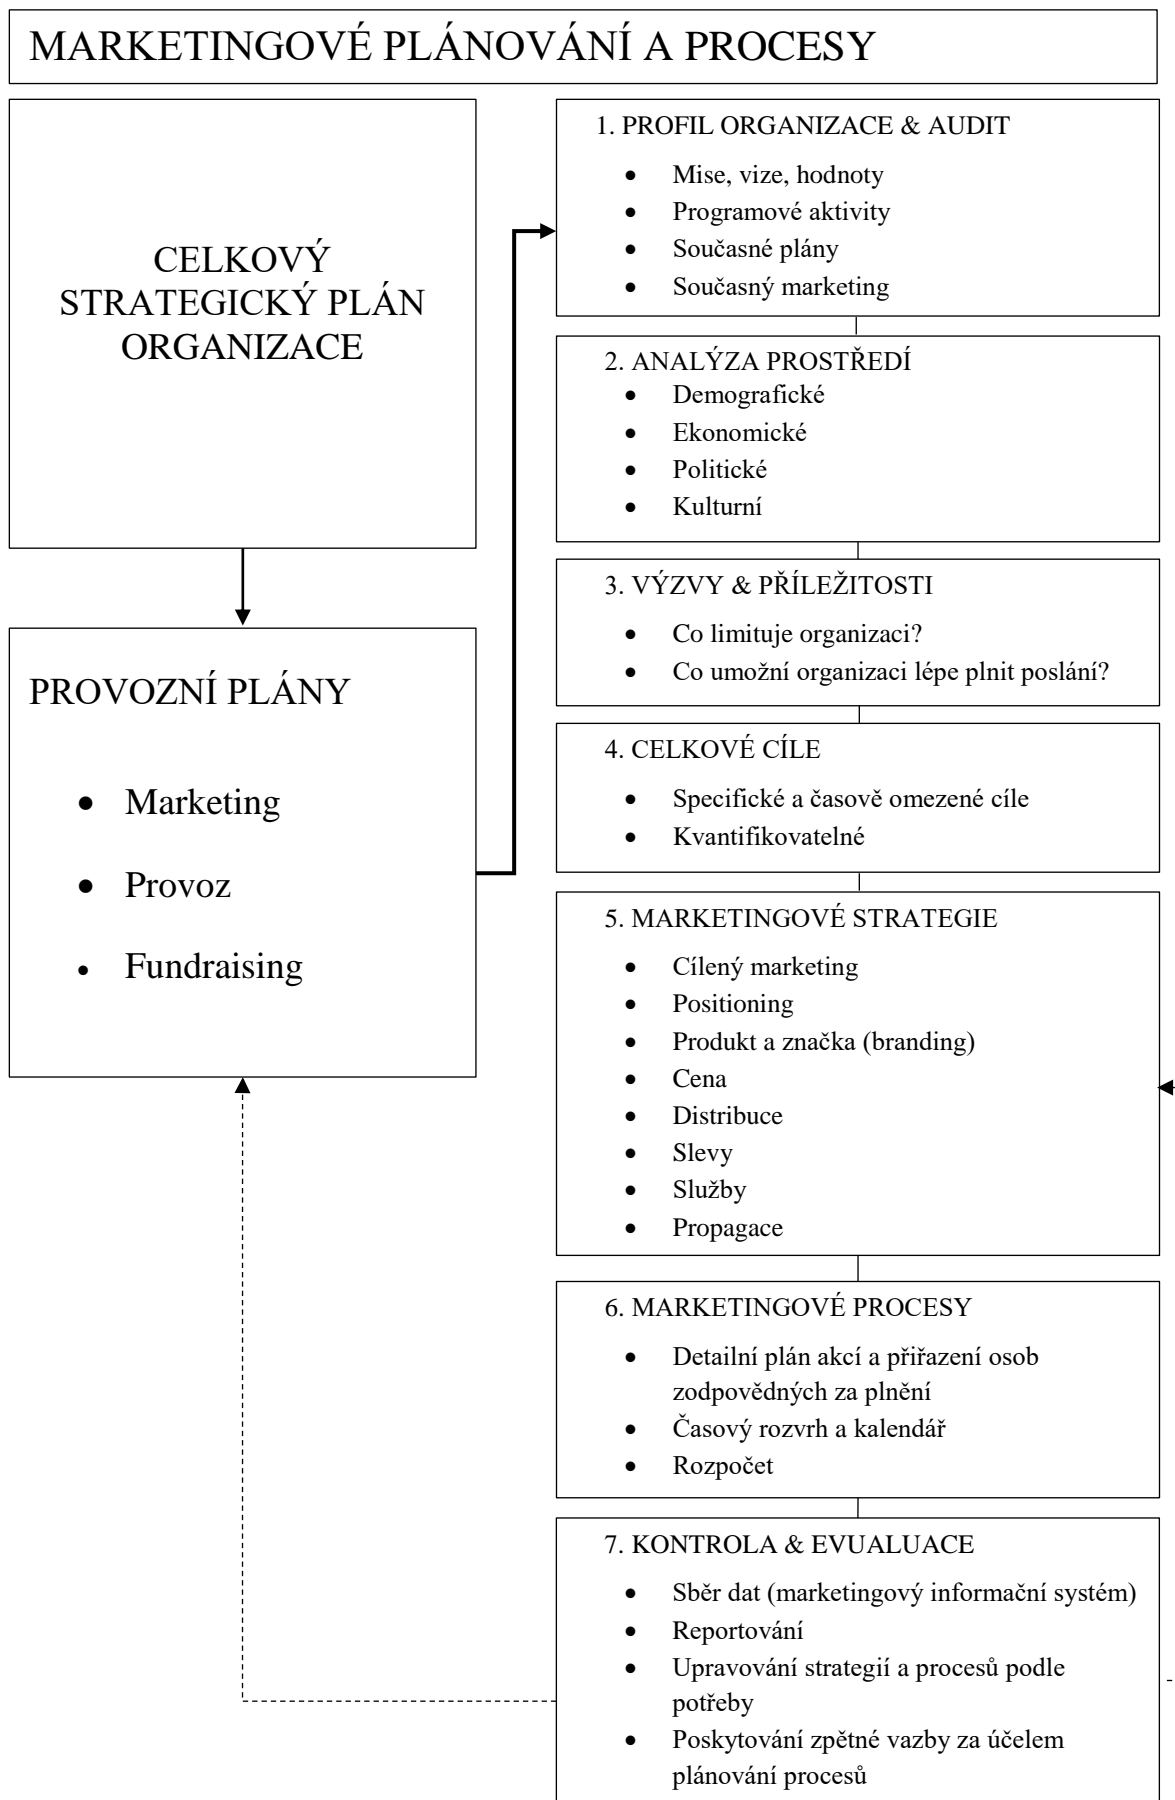 MARKETINGOVÉ PLÁNOVÁNÍ A PROCESY
CELKOVÝ
STRATEGICKÝ PLÁN
ORGANIZACE
PROVOZNÍ PLÁNY
• Marketing
• Provoz
• Fundraising
1. PROFIL ORGANIZACE & AUDIT
• Mise, vize, hodnoty
• Programové aktivity
• Současné plány
• Současný marketing
2. ANALÝZA PROSTŘEDÍ
• Demografické
• Ekonomické
• Politické
• Kulturní
3. VÝZVY & PŘÍLEŽITOSTI
• Co limituje organizaci?
• Co umožní organizaci lépe plnit poslání?
4. CELKOVÉ CÍLE
• Specifické a časově omezené cíle
• Kvantifikovatelné
5. MARKETINGOVÉ STRATEGIE
• Cílený marketing
• Positioning
• Produkt a značka (branding)
• Cena
• Distribuce
• Slevy
• Služby
• Propagace
6. MARKETINGOVÉ PROCESY
• Detailní plán akcí a přiřazení osob
zodpovědných za plnění
• Časový rozvrh a kalendář
• Rozpočet
7. KONTROLA & EVUALUACE
• Sběr dat (marketingový informační systém)
• Reportování
• Upravování strategií a procesů podle
potřeby
• Poskytování zpětné vazby za účelem
plánování procesů